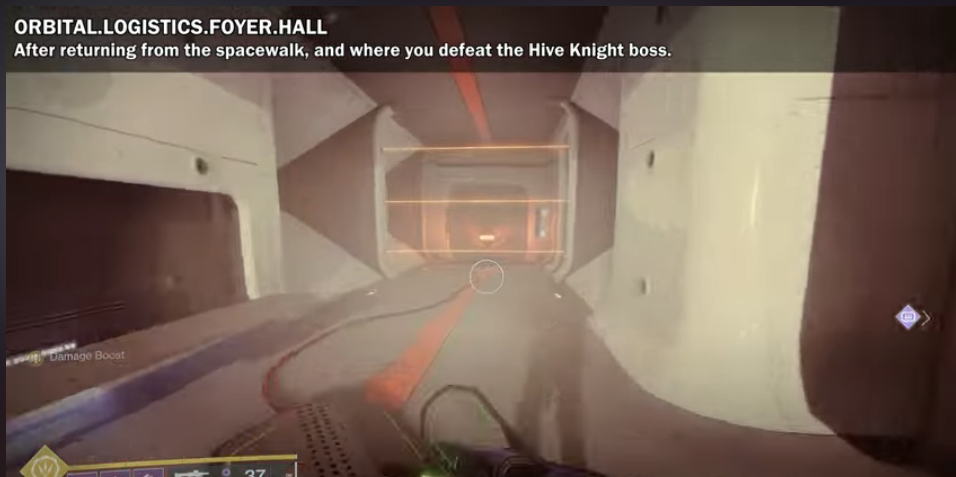 ORBITAL.LOGISTICS.FOYER.HALL
After returning from the spacewalk, and where you defeat the Hive Knight boss.
Damage Boost
37